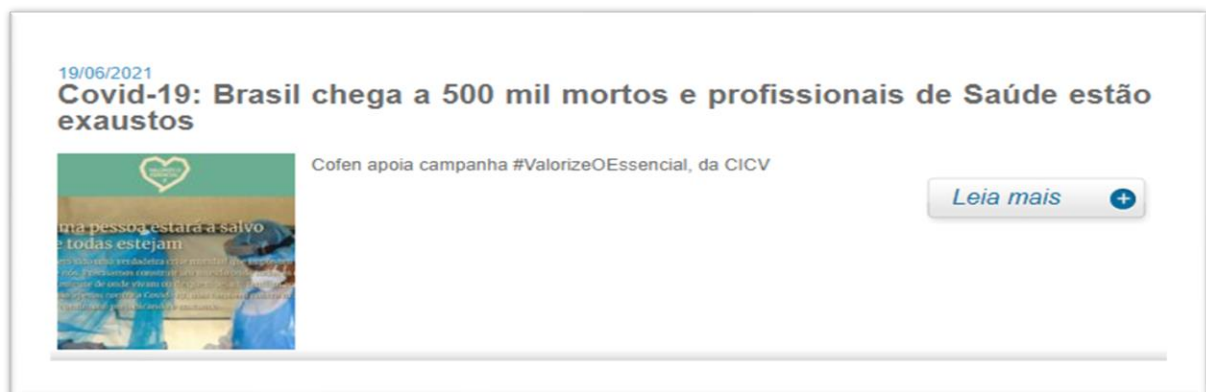 19/06/2021
Covid-19: Brasil chega a 500 mil mortos e profissionais de Saúde estão
exaustos
Cofen apoia campanha #ValorizeOEssencial, da CICV
Leia mais
ma pessoa estará a salvo
e todas estejam